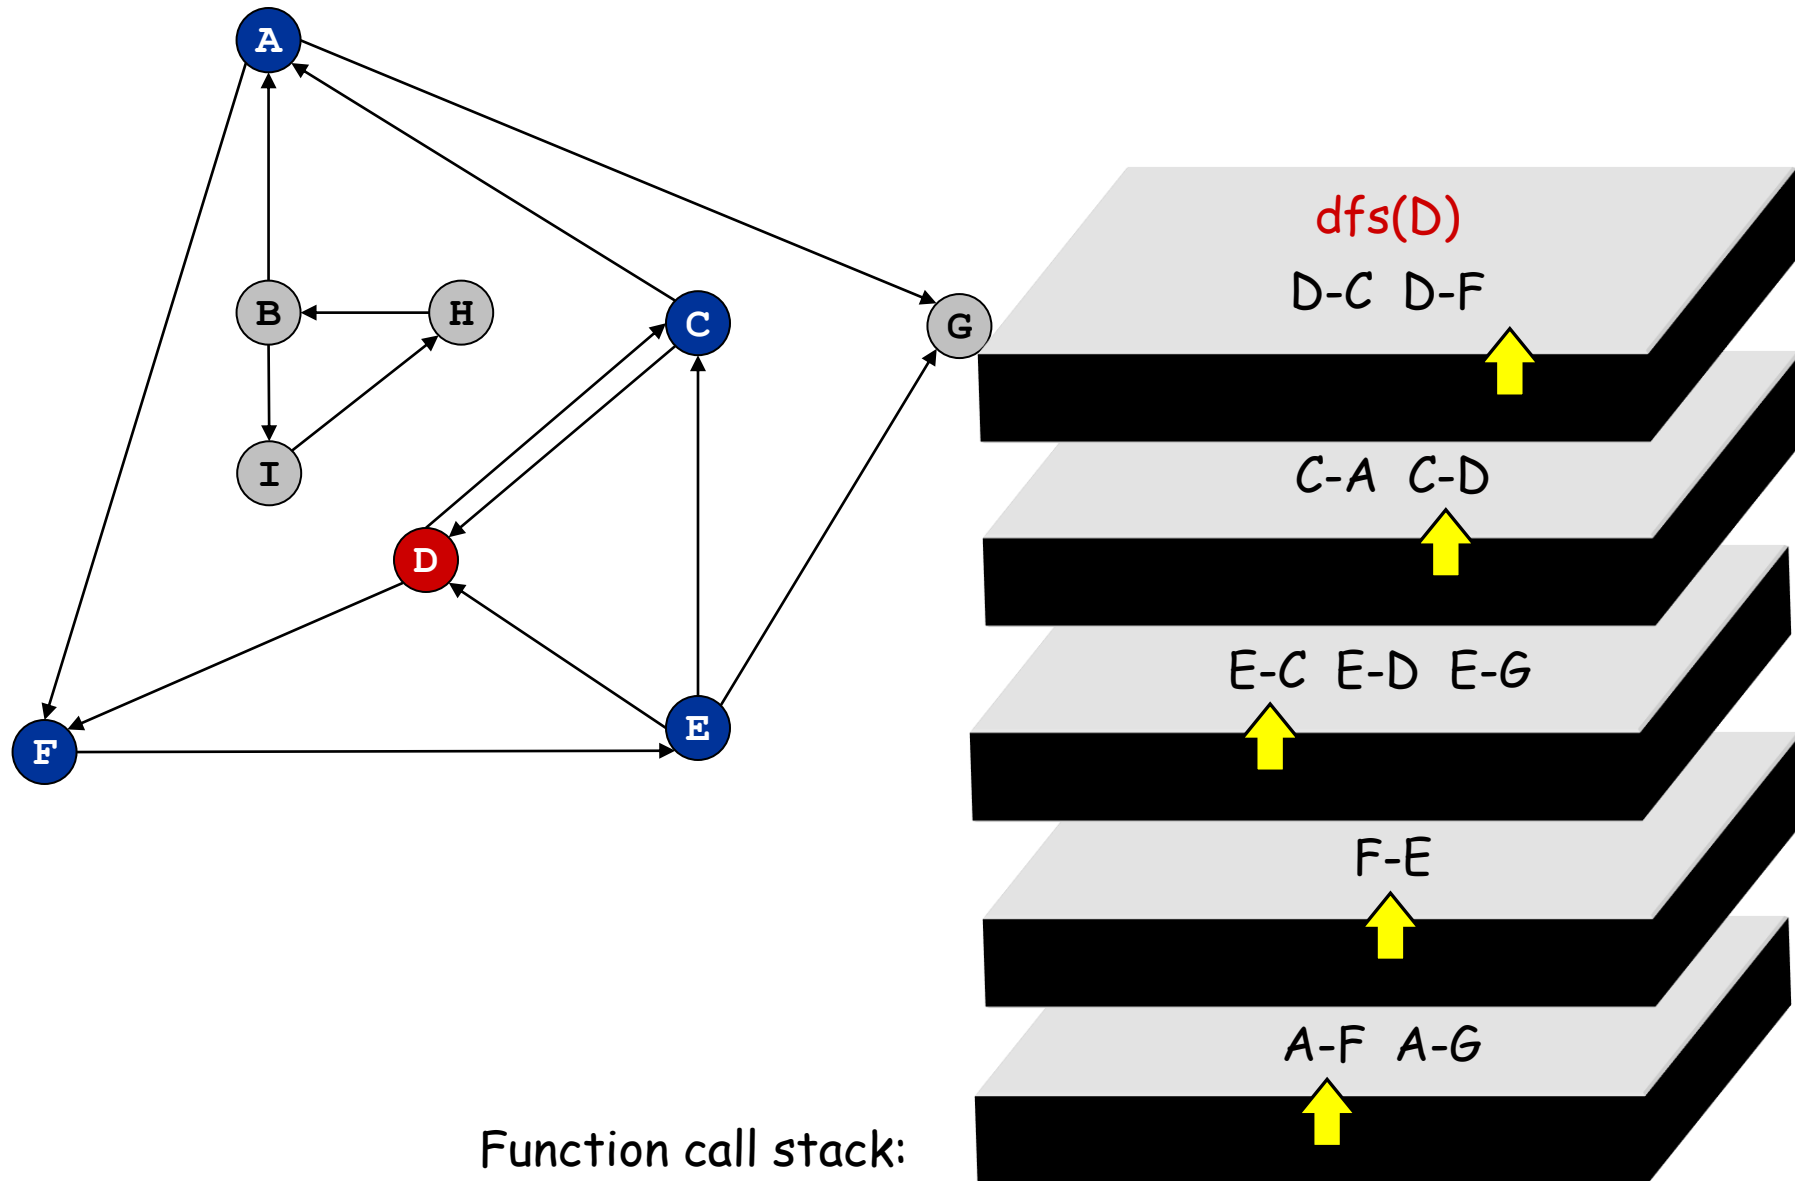 A
B
H
C
G
I
D
E
F
dfs(D)
D-C D-F
C-A C-D
E-C E-D E-G
F-E
A-F A-G
Function call stack: